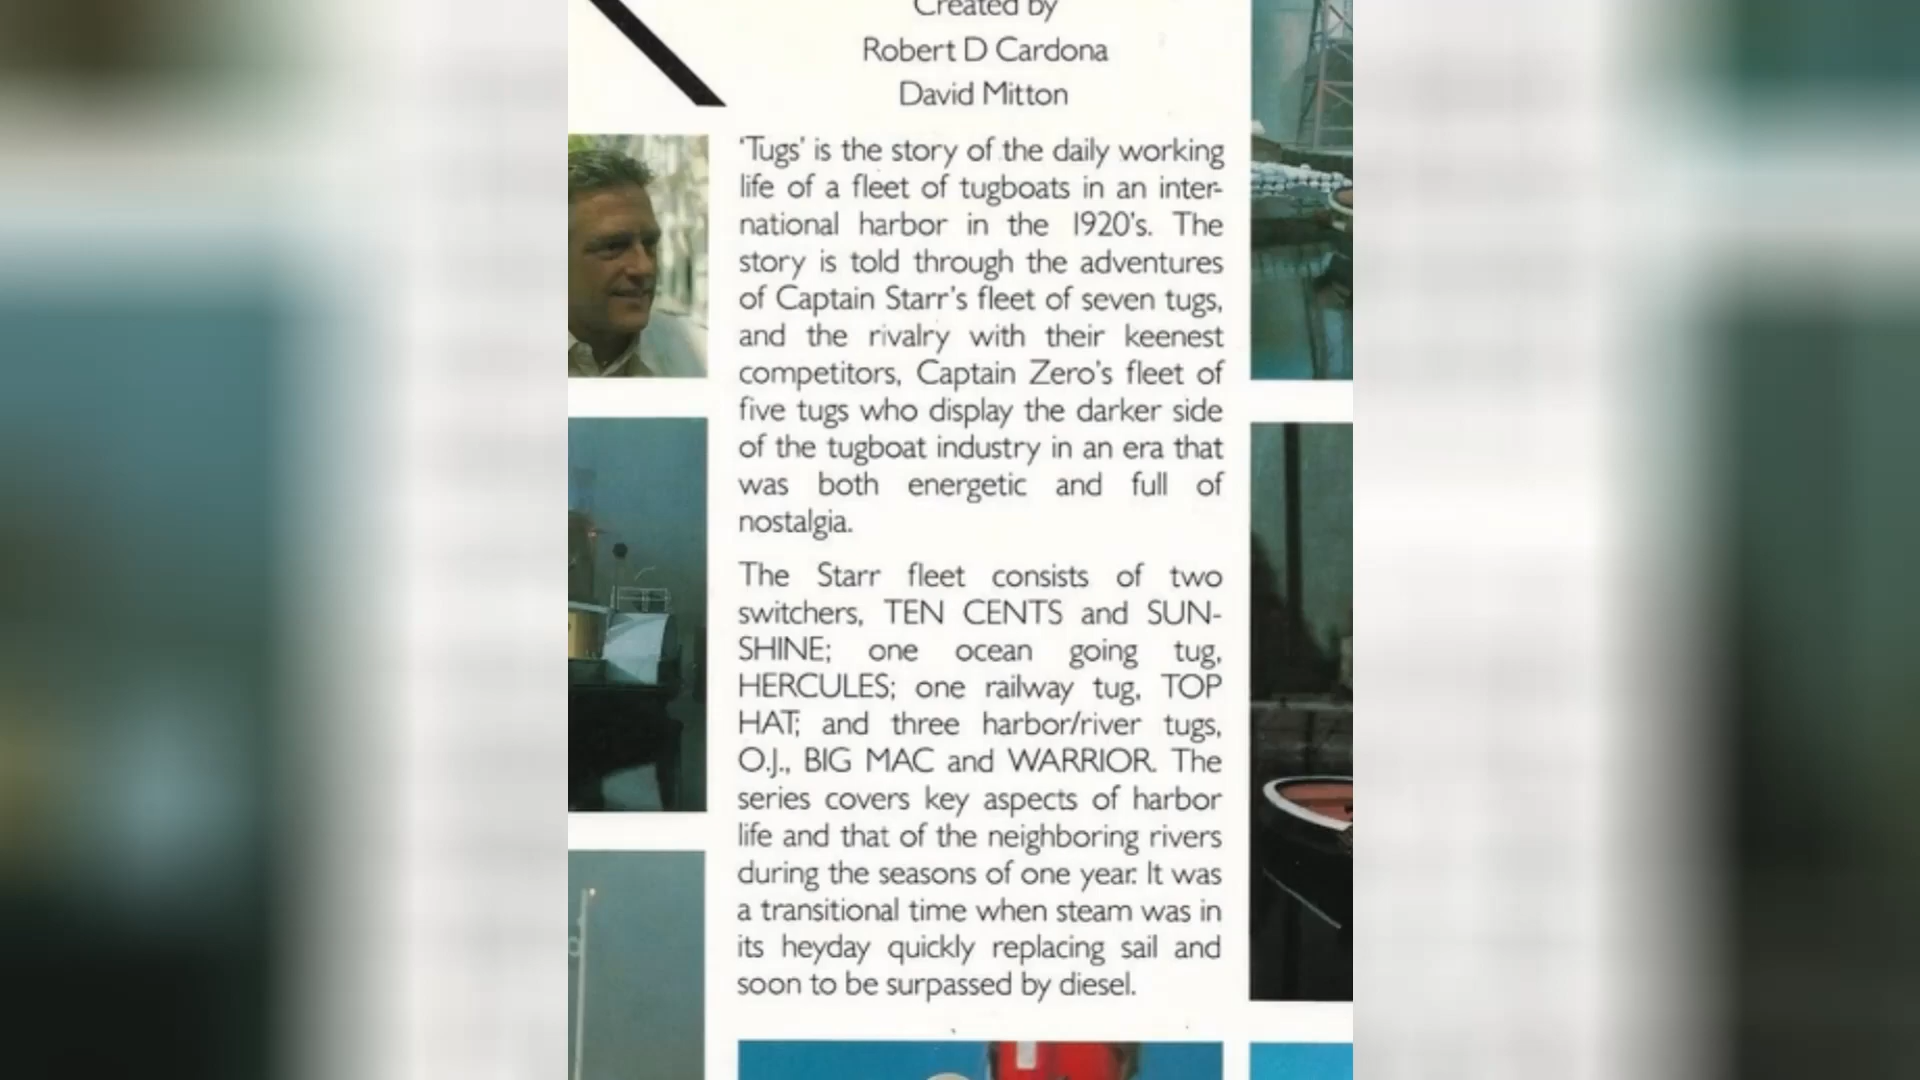 Created by
Robert D Cardona
David Mitton
'Tugs' is the story of the daily working
life of a fleet of tugboats in an inter-
national harbor in the 1920's. The
story is told through the adventures
of Captain Starr's fleet of seven tugs,
and the rivalry with their keenest
competitors, Captain Zero's fleet of
five tugs who display the darker side
of the tugboat industry in an era that
was both energetic and full of
nostalgia.
The Starr fleet consists of two
switchers, TEN CENTS and SUN-
SHINE; one ocean going tug,
HERCULES; one railway tug, TOP
HAT; and three harbor/river tugs,
O.J., BIG MAC and WARRIOR. The
series covers key aspects of harbor
life and that of the neighboring rivers
during the seasons of one year. It was
a transitional time when steam was in
its heyday quickly replacing sail and
soon to be surpassed by diesel.